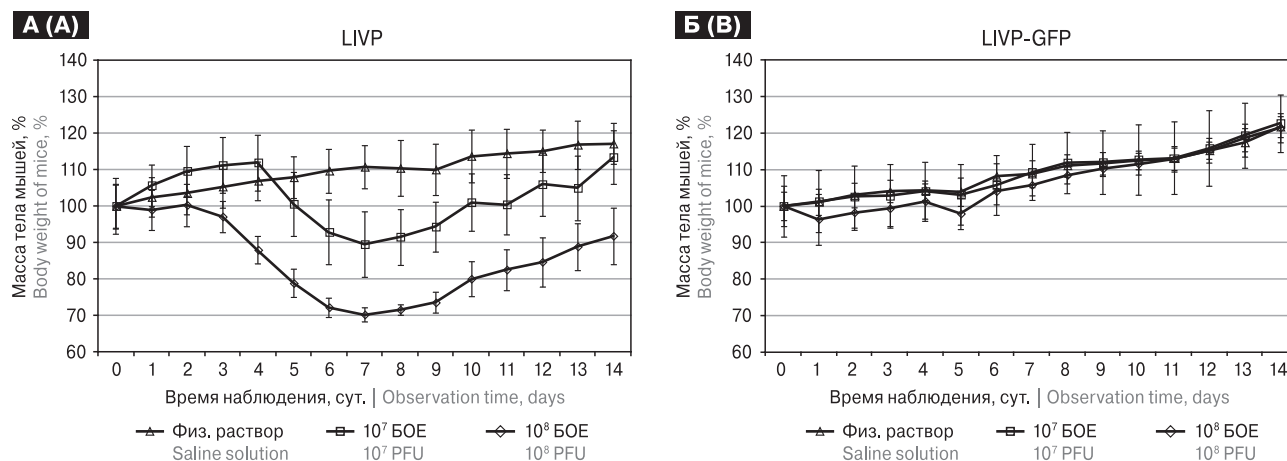 А (A)
LIVP
Масса тела мышей, %
Body weight of mice, %
140
130
120
110
100
90
80
70
60
0 1 2 3 4 5 6 7 8 9 10 11 12 13 14
Время наблюдения, сут. | Observation time, days
Физ. раствор 10⁷ БОЕ 10⁸ БОЕ
Saline solution 10⁷ PFU 10⁸ PFU
Б (B)
LIVP-GFP
Масса тела мышей, %
Body weight of mice, %
140
130
120
110
100
90
80
70
60
0 1 2 3 4 5 6 7 8 9 10 11 12 13 14
Время наблюдения, сут. | Observation time, days
Физ. раствор 10⁷ БОЕ 10⁸ БОЕ
Saline solution 10⁷ PFU 10⁸ PFU